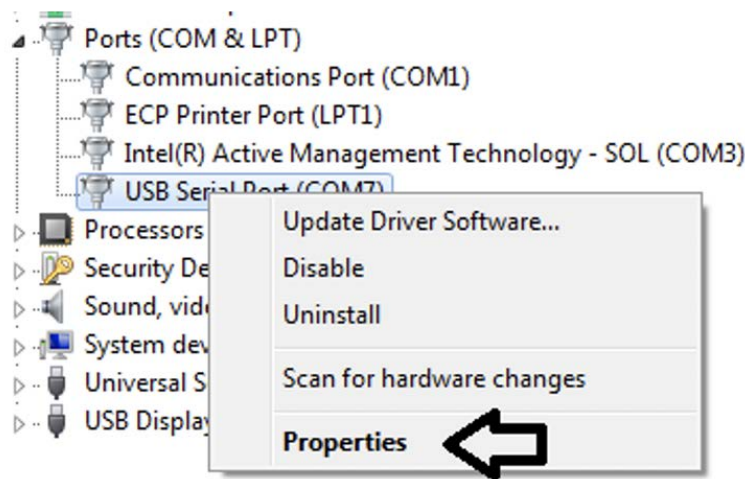 Ports (COM & LPT)
Communications Port (COM1)
ECP Printer Port (LPT1)
Intel(R) Active Management Technology - SOL (COM3)
USB Serial Port (COM7)
Update Driver Software...
Disable
Uninstall
Scan for hardware changes
Properties
Processors
Security De
Sound, vid
System dev
Universal S
USB Display